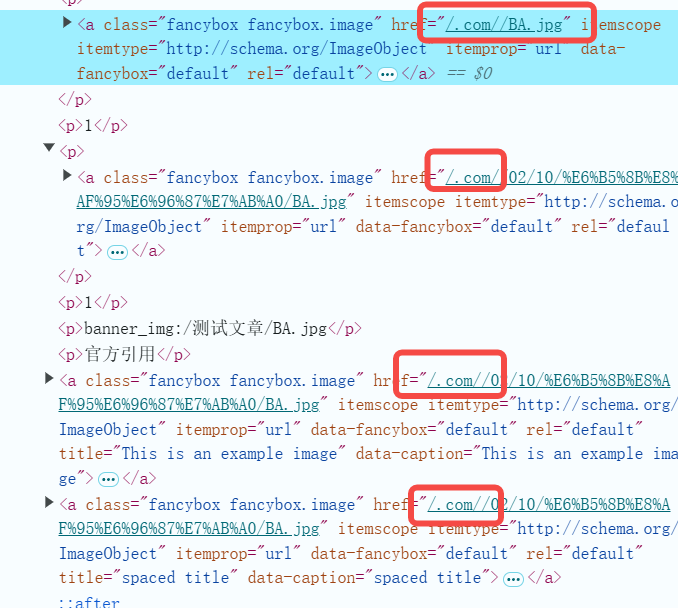 <p>
<a class="fancybox fancybox.image" href="/.com//BA.jpg" itemscope
itemtype="http://schema.org/ImageObject" itemprop="url" data-
fancybox="default" rel="default"> … </a> == $0
</p>
<p>1</p>
<p>
<a class="fancybox fancybox.image" href="/.com//02/10/%E6%B5%8B%E8%
AF%95%E6%96%87%E7%AB%A0/BA.jpg" itemscope itemtype="http://schema.o
rg/ImageObject" itemprop="url" data-fancybox="default" rel="defaul
t"> … </a>
</p>
<p>1</p>
<p>banner_img:/测试文章/BA.jpg</p>
<p>官方引用</p>
<a class="fancybox fancybox.image" href="/.com//02/10/%E6%B5%8B%E8%A
F%95%E6%96%87%E7%AB%A0/BA.jpg" itemscope itemtype="http://schema.org/
ImageObject" itemprop="url" data-fancybox="default" rel="default"
title="This is an example image" data-caption="This is an example ima
ge"> … </a>
<a class="fancybox fancybox.image" href="/.com//02/10/%E6%B5%8B%E8%A
F%95%E6%96%87%E7%AB%A0/BA.jpg" itemscope itemtype="http://schema.org/
ImageObject" itemprop="url" data-fancybox="default" rel="default"
title="spaced title" data-caption="spaced title"> … </a>
::after